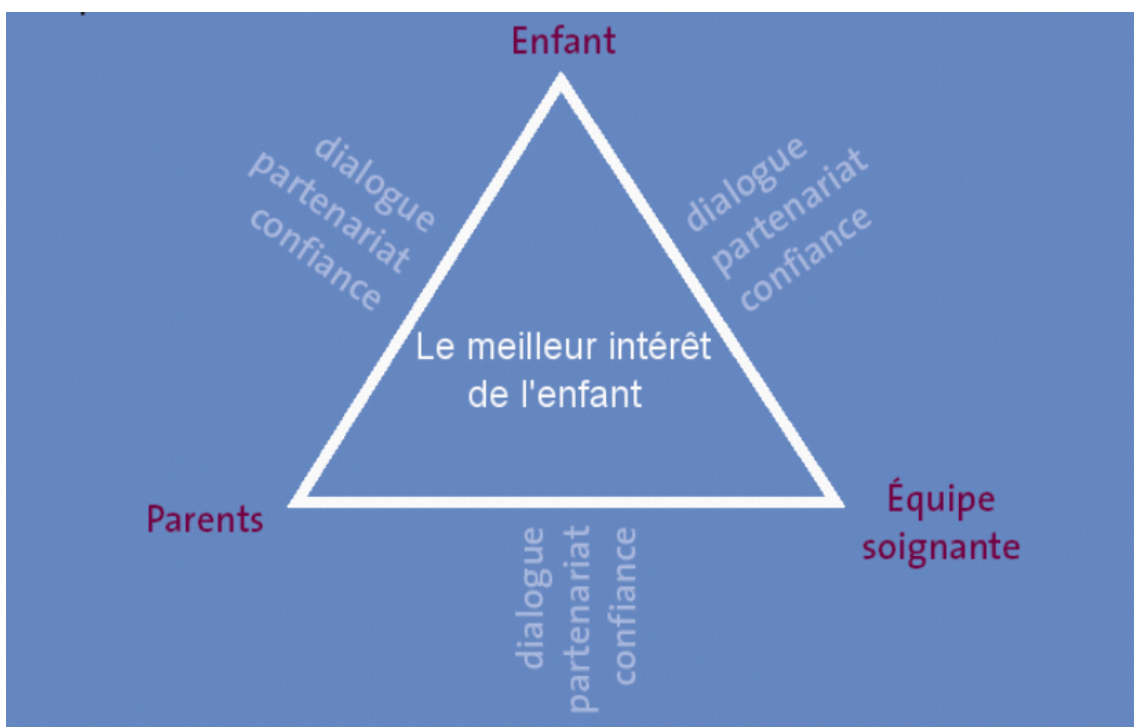 Enfant
dialogue
partenariat
confiance
dialogue
partenariat
confiance
Le meilleur intérêt
de l'enfant
Parents
Équipe
soignante
dialogue
partenariat
confiance